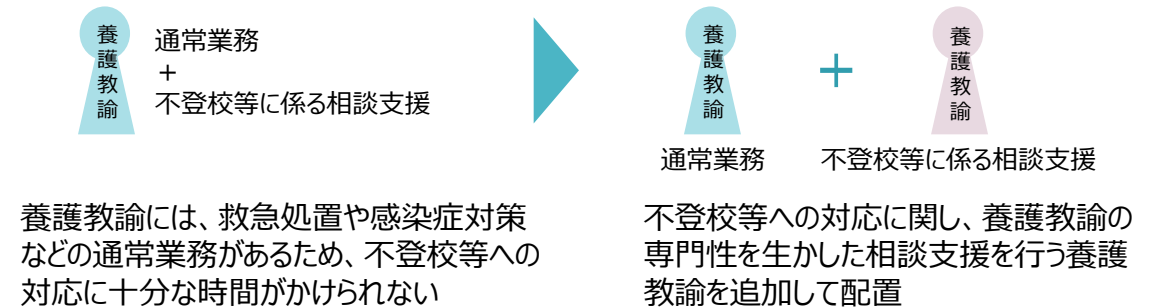 養護教諭
通常業務
+
不登校等に係る相談支援
養護教諭には、救急処置や感染症対策
などの通常業務があるため、不登校等への
対応に十分な時間がかけられない
養護教諭
+
養護教諭
通常業務
不登校等に係る相談支援
不登校等への対応に関し、養護教諭の
専門性を生かした相談支援を行う養護
教諭を追加して配置